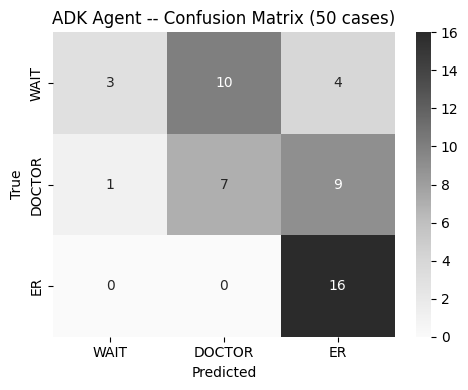 ADK Agent -- Confusion Matrix (50 cases)
True
WAIT
3 10 4
DOCTOR
1 7 9
ER
0 0 16
WAIT DOCTOR ER
Predicted
16
14
12
10
8
6
4
2
0